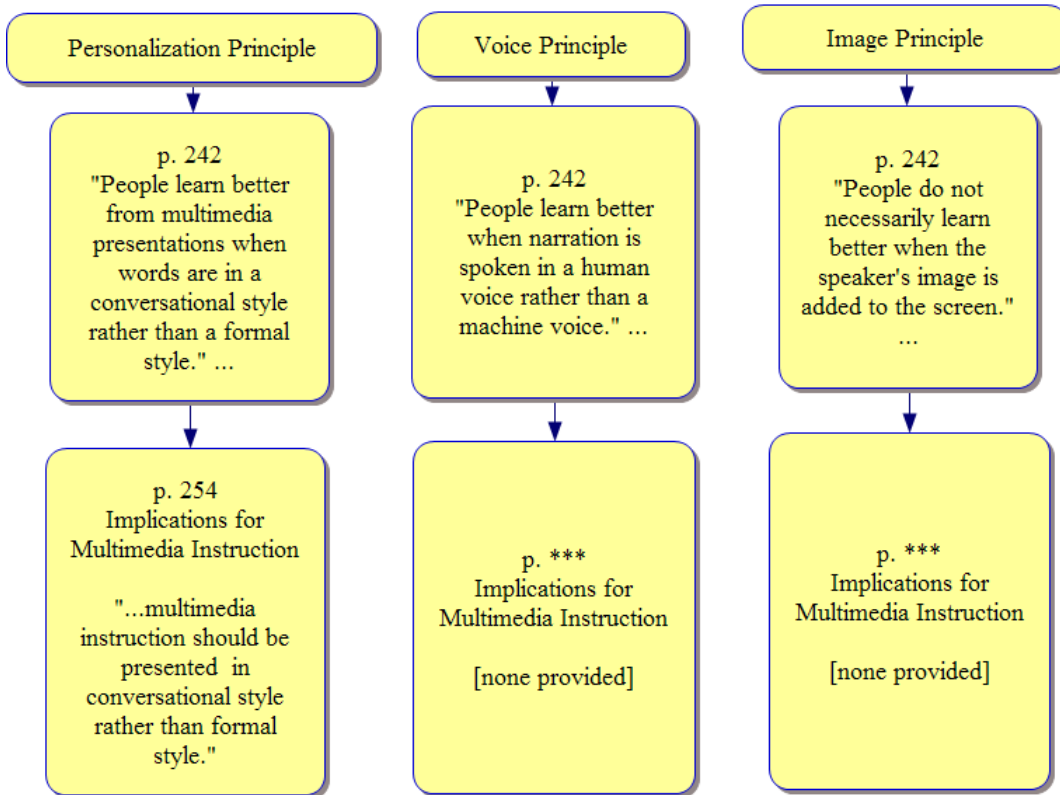 Personalization Principle
p. 242
"People learn better
from multimedia
presentations when
words are in a
conversational style
rather than a formal
style." ...
p. 254
Implications for
Multimedia Instruction
"...multimedia
instruction should be
presented  in
conversational style
rather than formal
style."
Voice Principle
p. 242
"People learn better
when narration is
spoken in a human
voice rather than a
machine voice." ...
p. ***
Implications for
Multimedia Instruction
[none provided]
Image Principle
p. 242
"People do not
necessarily learn
better when the
speaker's image is
added to the screen."
...
p. ***
Implications for
Multimedia Instruction
[none provided]